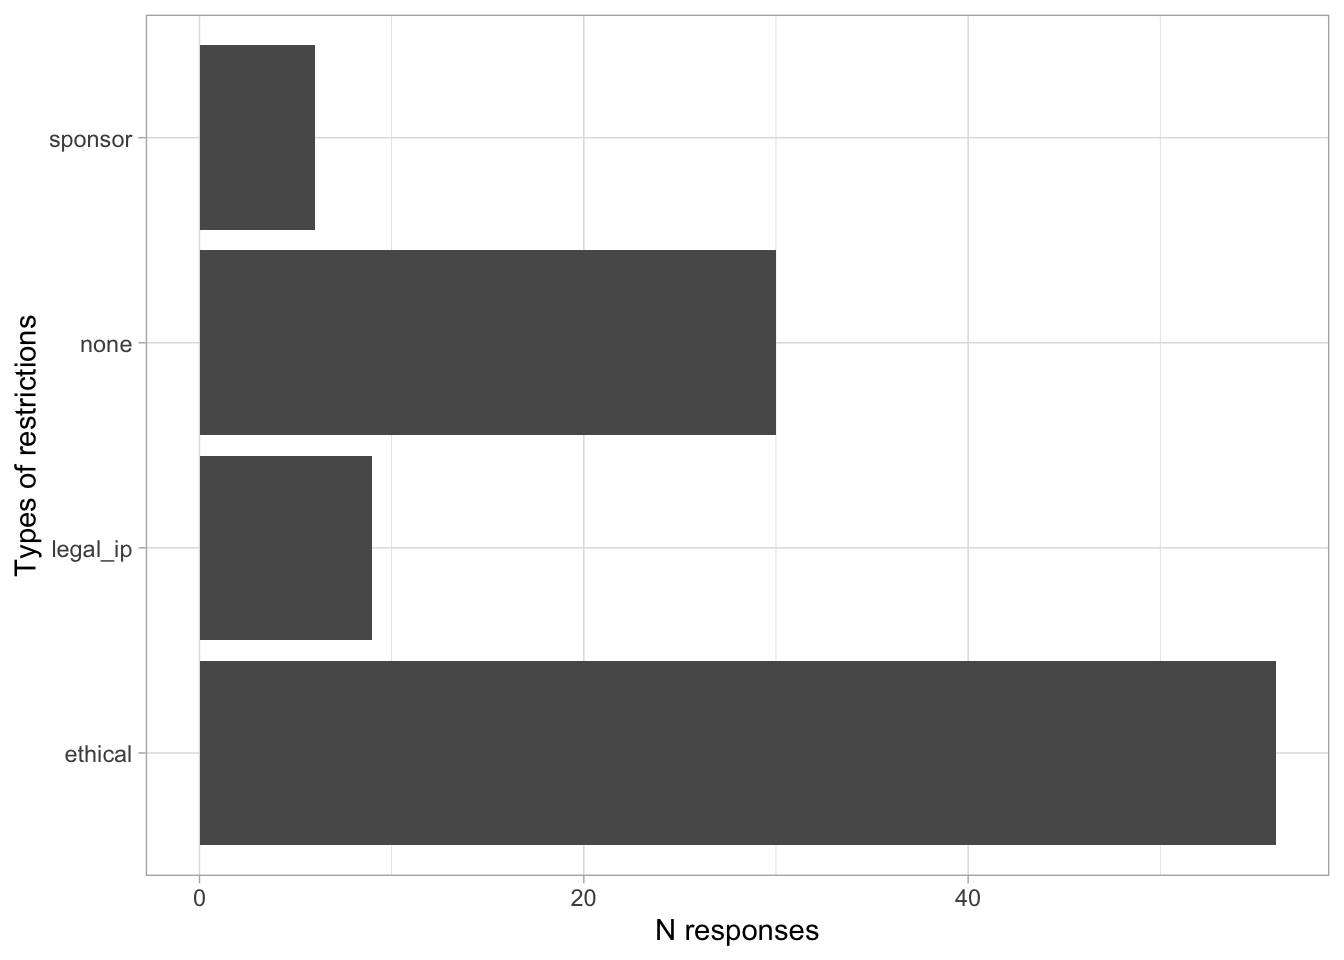 sponsor
none
legal_ip
ethical
Types of restrictions
0 20 40
N responses